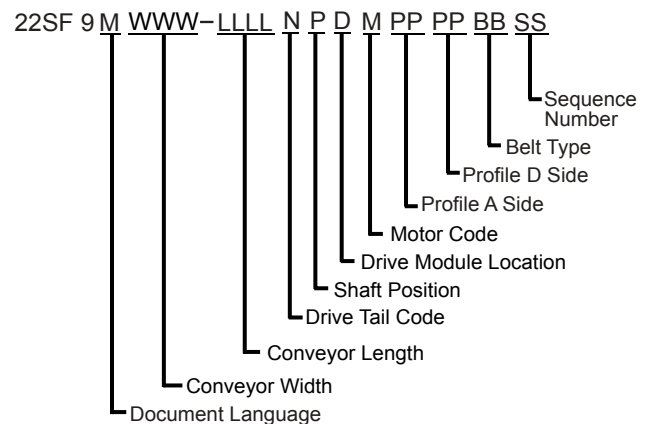 22SF 9 M WWW-LLLL N P D M PP PP BB SS
Sequence
Number
Belt Type
Profile D Side
Profile A Side
Motor Code
Drive Module Location
Shaft Position
Drive Tail Code
Conveyor Length
Conveyor Width
Document Language